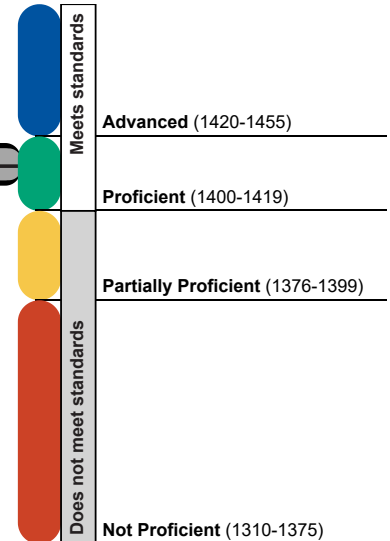 Meets standards
Advanced (1420-1455)
Proficient (1400-1419)
Partially Proficient (1376-1399)
Does not meet standards
Not Proficient (1310-1375)